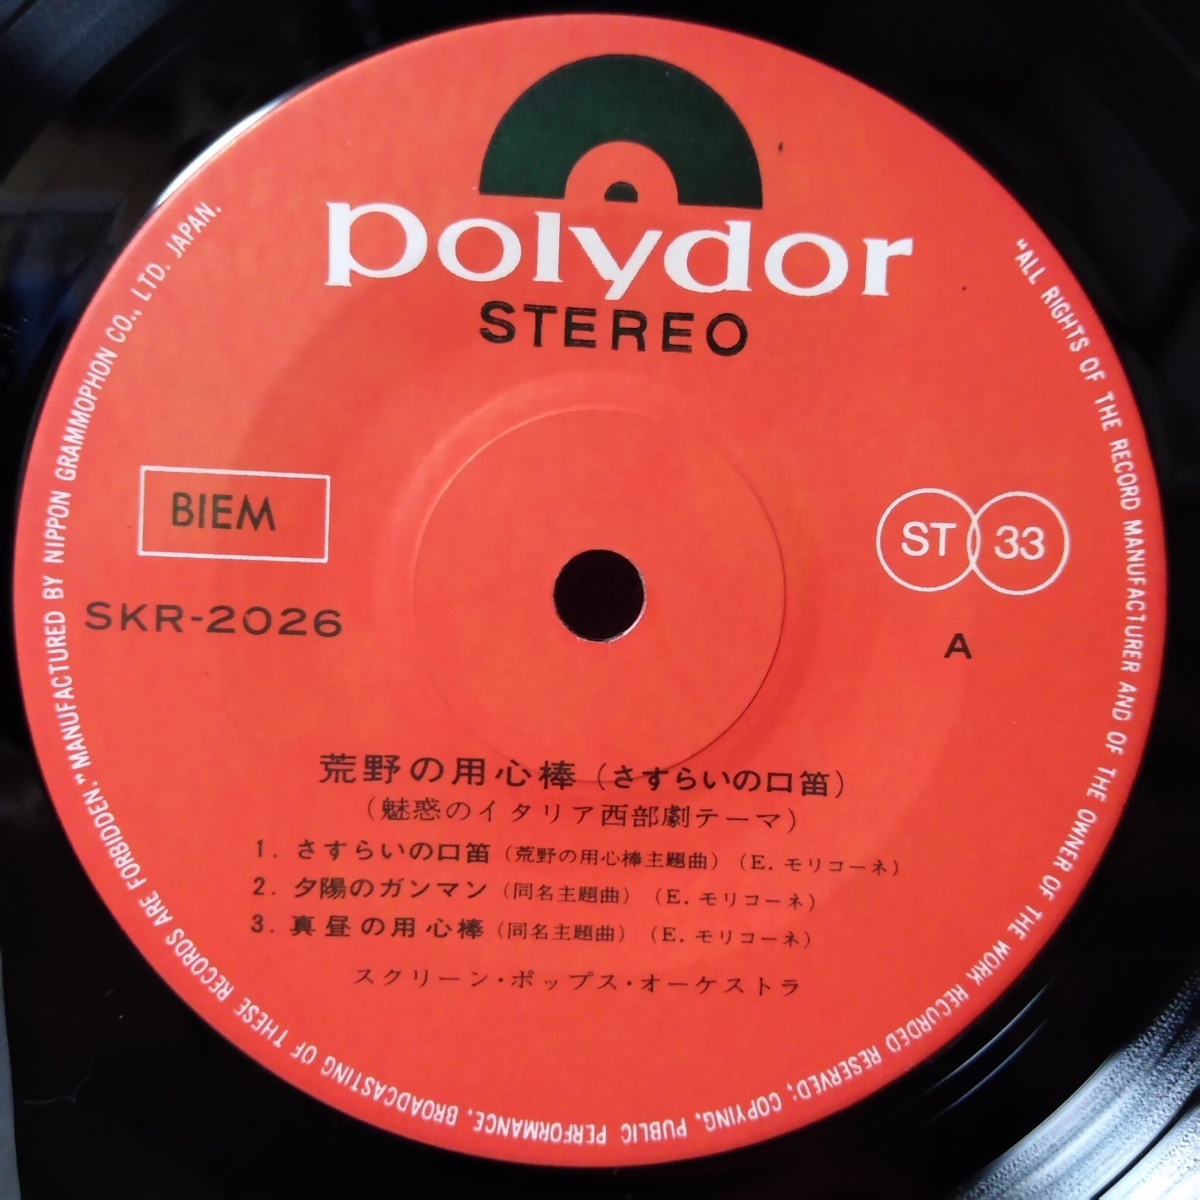 polydor
STEREO
BIEM
SKR-2026
ST 33
A
荒野の用心棒(さすらいの口笛)
(魅惑のイタリア西部劇テーマ)
1. さすらいの口笛(荒野の用心棒主題曲)(E. モリコーネ)
2. 夕陽のガンマン(同名主題曲)(E. モリコーネ)
3. 真昼の用心棒(同名主題曲)(E. モリコーネ)
スクリーン・ポップス・オーケストラ
"ALL RIGHTS OF THE RECORD MANUFACTURER AND OF THE OWNER OF THE WORK RECORDED RESERVED; COPYING, PUBLIC PERFORMANCE, BROADCASTING OF THESE RECORDS ARE FORBIDDEN." MANUFACTURED BY NIPPON GRAMMOPHON CO., LTD. JAPAN.